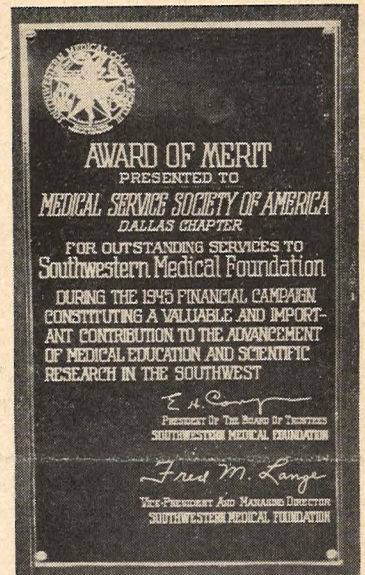 MEDICAL COLLEGE
AWARD OF MERIT
PRESENTED TO
MEDICAL SERVICE SOCIETY OF AMERICA
DALLAS CHAPTER
FOR OUTSTANDING SERVICES TO
Southwestern Medical Foundation
DURING THE 1945 FINANCIAL CAMPAIGN
CONSTITUTING A VALUABLE AND IMPORT-
ANT CONTRIBUTION TO THE ADVANCEMENT
OF MEDICAL EDUCATION AND SCIENTIFIC
RESEARCH IN THE SOUTHWEST
E H. Cary
PRESIDENT OF THE BOARD OF TRUSTEES
SOUTHWESTERN MEDICAL FOUNDATION
Fred M. Lange
VICE-PRESIDENT AND MANAGING DIRECTOR
SOUTHWESTERN MEDICAL FOUNDATION